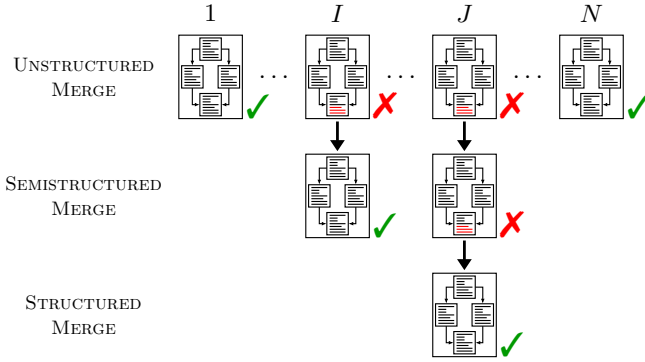 1 I J N
UNSTRUCTURED
MERGE
... ... ...
SEMISTRUCTURED
MERGE
STRUCTURED
MERGE